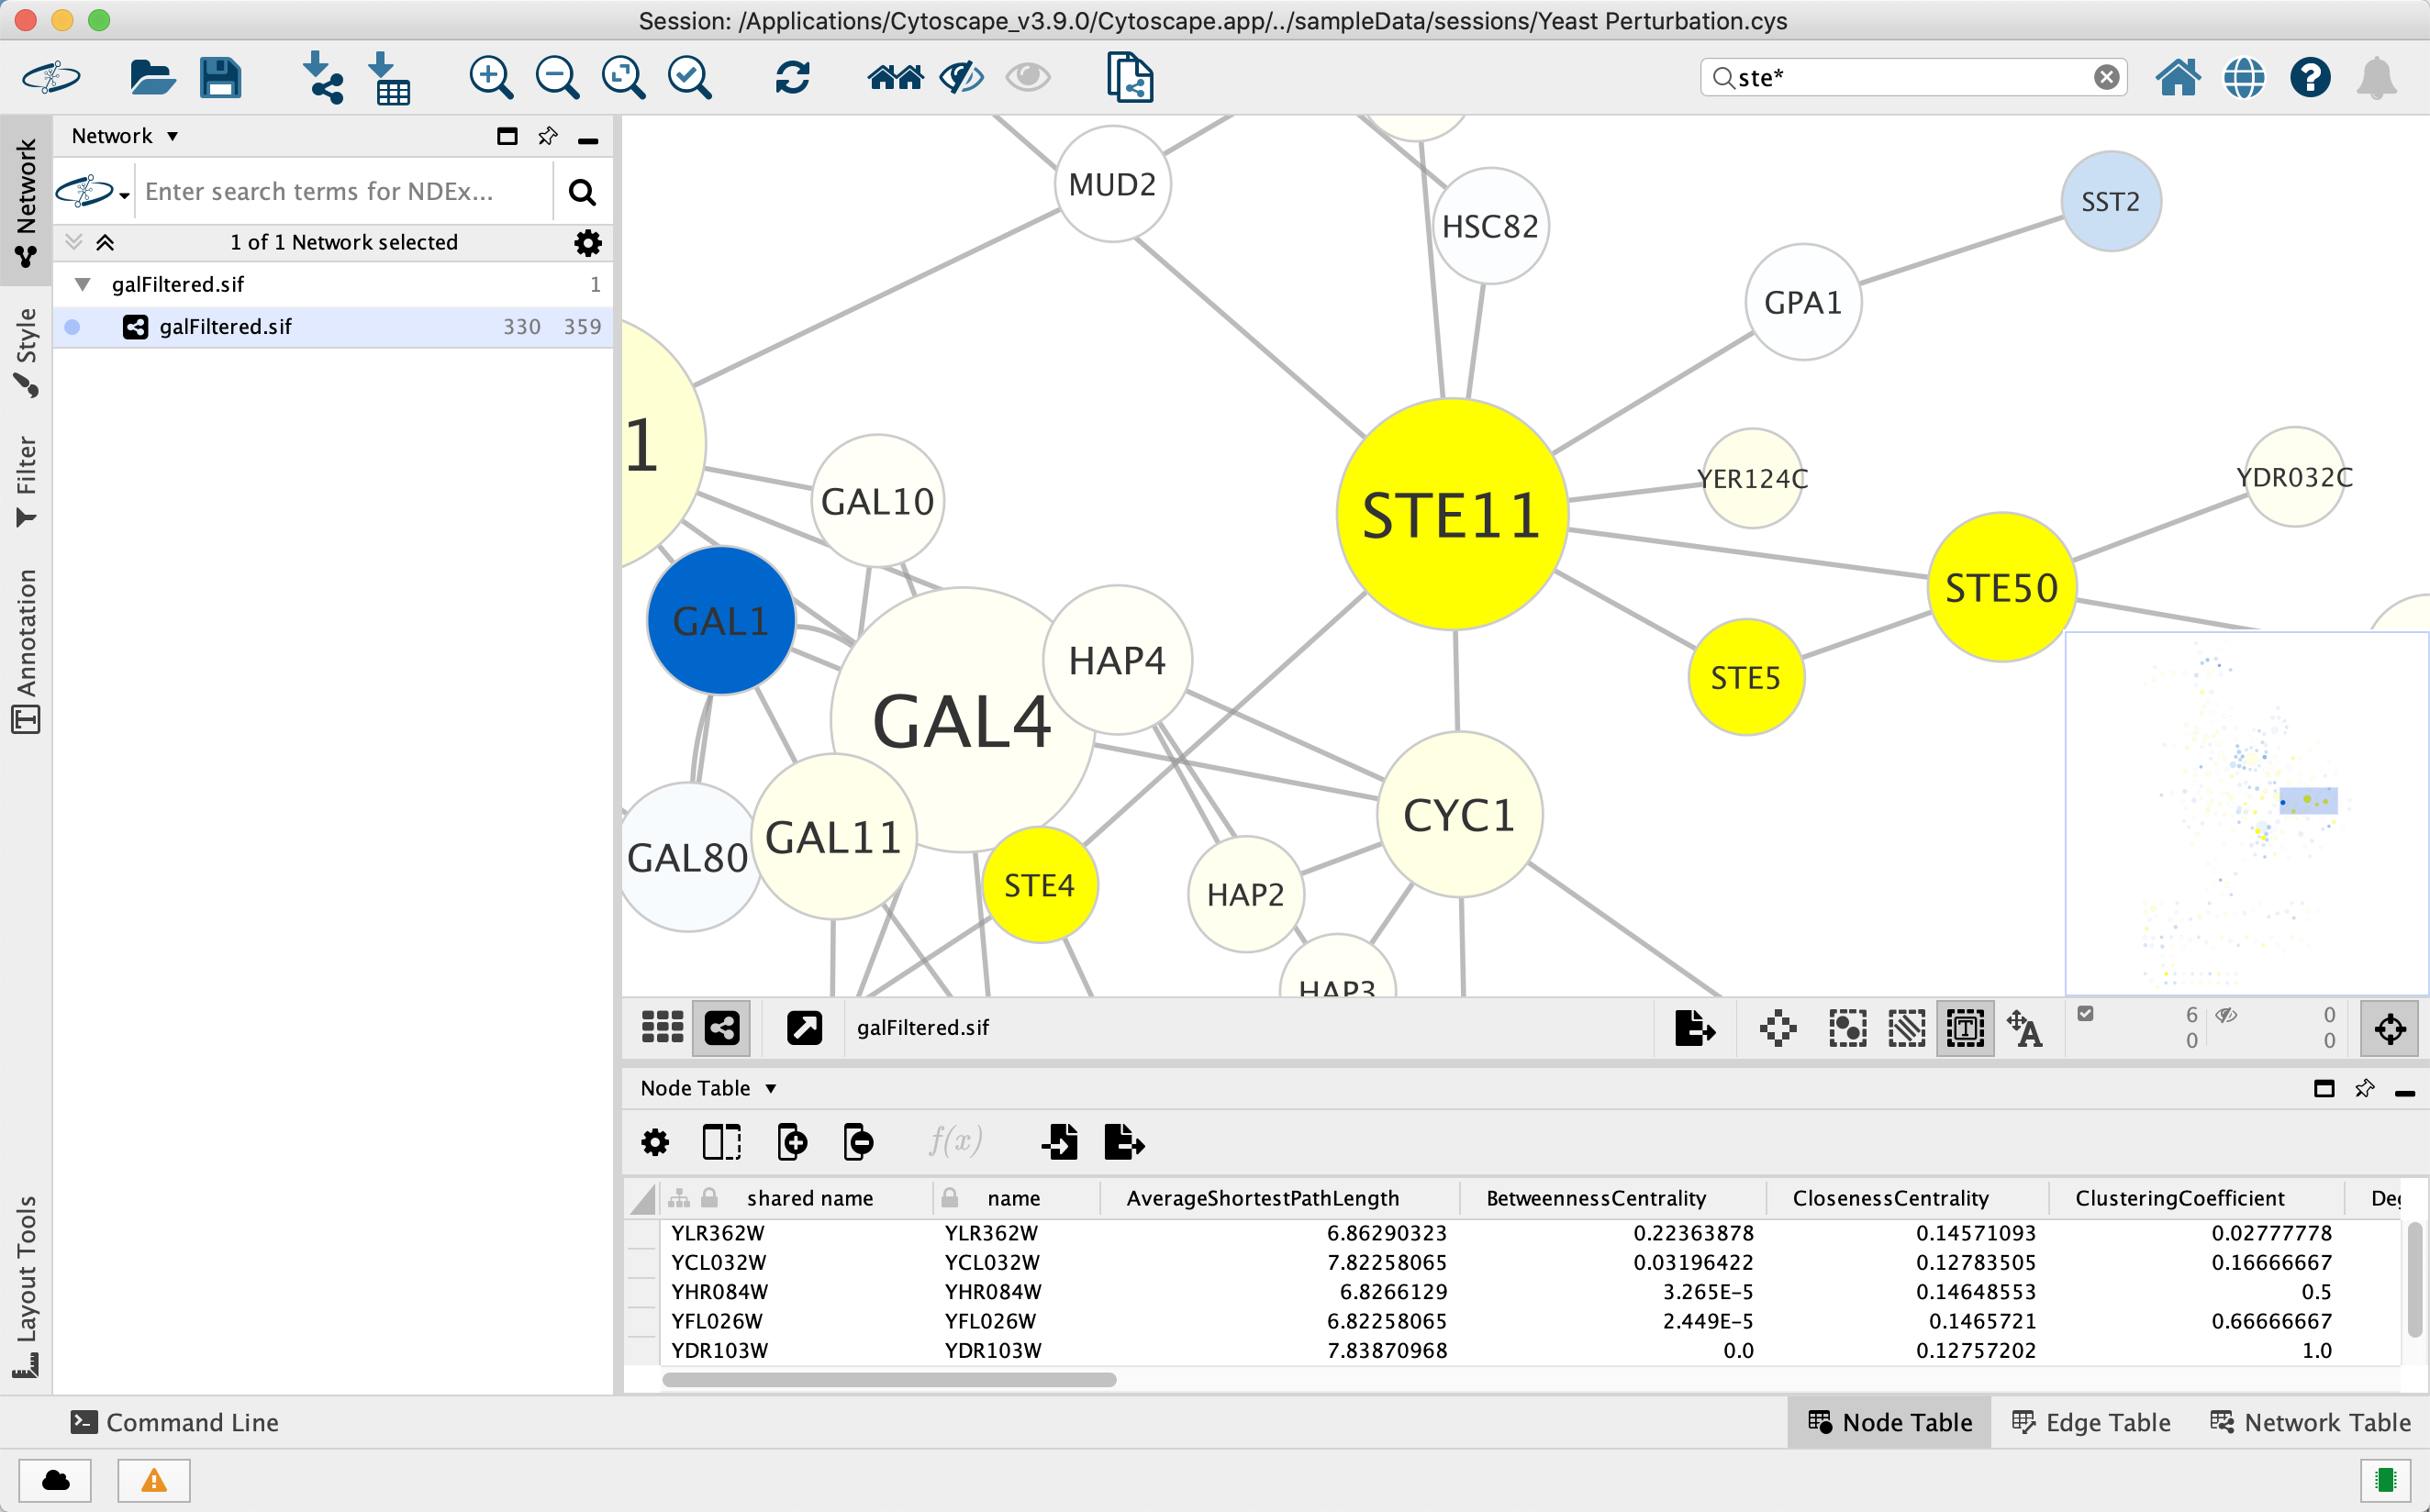 Session: /Applications/Cytoscape_v3.9.0/Cytoscape.app/../sampleData/sessions/Yeast Perturbation.cys
ste*
Network
Style
Filter
Annotation
Layout Tools
Network
Enter search terms for NDEx...
1 of 1 Network selected
galFiltered.sif 1
galFiltered.sif 330 359
MUD2
HSC82
SST2
GPA1
1
GAL10
STE11
YER124C
YDR032C
GAL1
STE50
HAP4
STE5
GAL4
CYC1
GAL11
GAL80
STE4
HAP2
HAP3
galFiltered.sif
6 0
0 0
Node Table
f(x)
shared name name AverageShortestPathLength BetweennessCentrality ClosenessCentrality ClusteringCoefficient
YLR362W YLR362W 6.86290323 0.22363878 0.14571093 0.02777778
YCL032W YCL032W 7.82258065 0.03196422 0.12783505 0.16666667
YHR084W YHR084W 6.8266129 3.265E-5 0.14648553 0.5
YFL026W YFL026W 6.82258065 2.449E-5 0.1465721 0.66666667
YDR103W YDR103W 7.83870968 0.0 0.12757202 1.0
Command Line
Node Table Edge Table Network Table